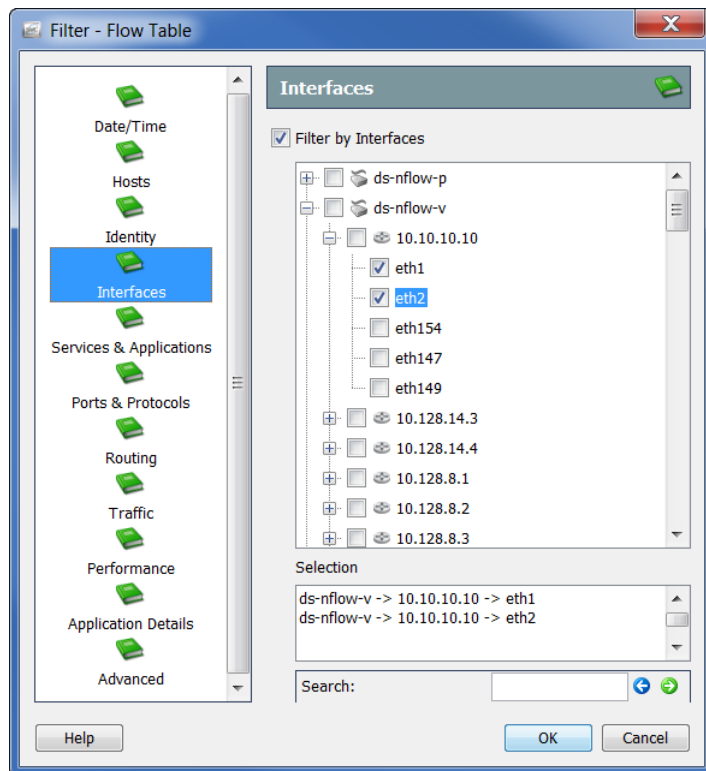 Filter - Flow Table
Date/Time
Hosts
Identity
Interfaces
Services & Applications
Ports & Protocols
Routing
Traffic
Performance
Application Details
Advanced
Interfaces
Filter by Interfaces
ds-nflow-p
ds-nflow-v
10.10.10.10
eth1
eth2
eth154
eth147
eth149
10.128.14.3
10.128.14.4
10.128.8.1
10.128.8.2
10.128.8.3
Selection
ds-nflow-v -> 10.10.10.10 -> eth1
ds-nflow-v -> 10.10.10.10 -> eth2
Search:
Help
OK
Cancel